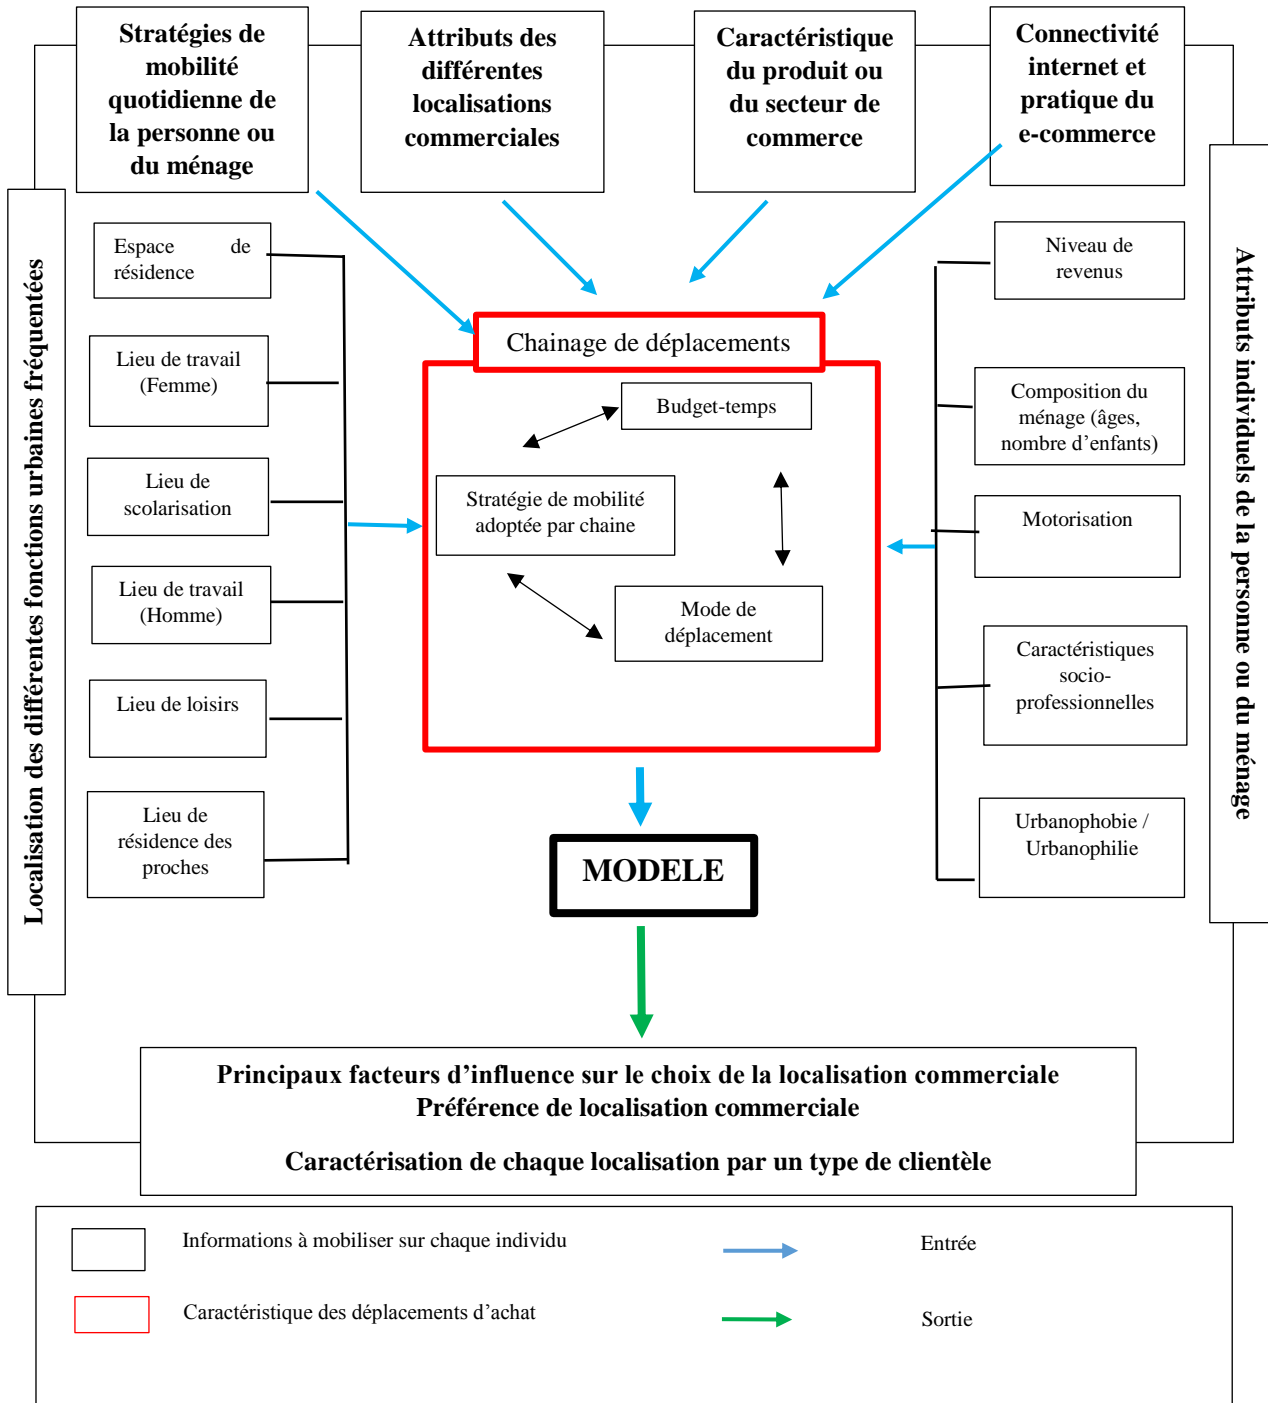 Stratégies de
mobilité
quotidienne de
la personne ou
du ménage
Attributs des
différentes
localisations
commerciales
Caractéristique
du produit ou
du secteur de
commerce
Connectivité
internet et
pratique du
e-commerce
Localisation des différentes fonctions urbaines fréquentées
Espace de
résidence
Lieu de travail
(Femme)
Lieu de
scolarisation
Lieu de travail
(Homme)
Lieu de loisirs
Lieu de
résidence des
proches
Chainage de déplacements
Budget-temps
Stratégie de mobilité
adoptée par chaine
Mode de
déplacement
Niveau de
revenus
Composition du
ménage (âges,
nombre d’enfants)
Motorisation
Caractéristiques
socio-
professionnelles
Urbanophobie /
Urbanophilie
Attributs individuels de la personne ou du ménage
MODELE
Principaux facteurs d’influence sur le choix de la localisation commerciale
Préférence de localisation commerciale
Caractérisation de chaque localisation par un type de clientèle
Informations à mobiliser sur chaque individu
Entrée
Caractéristique des déplacements d’achat
Sortie